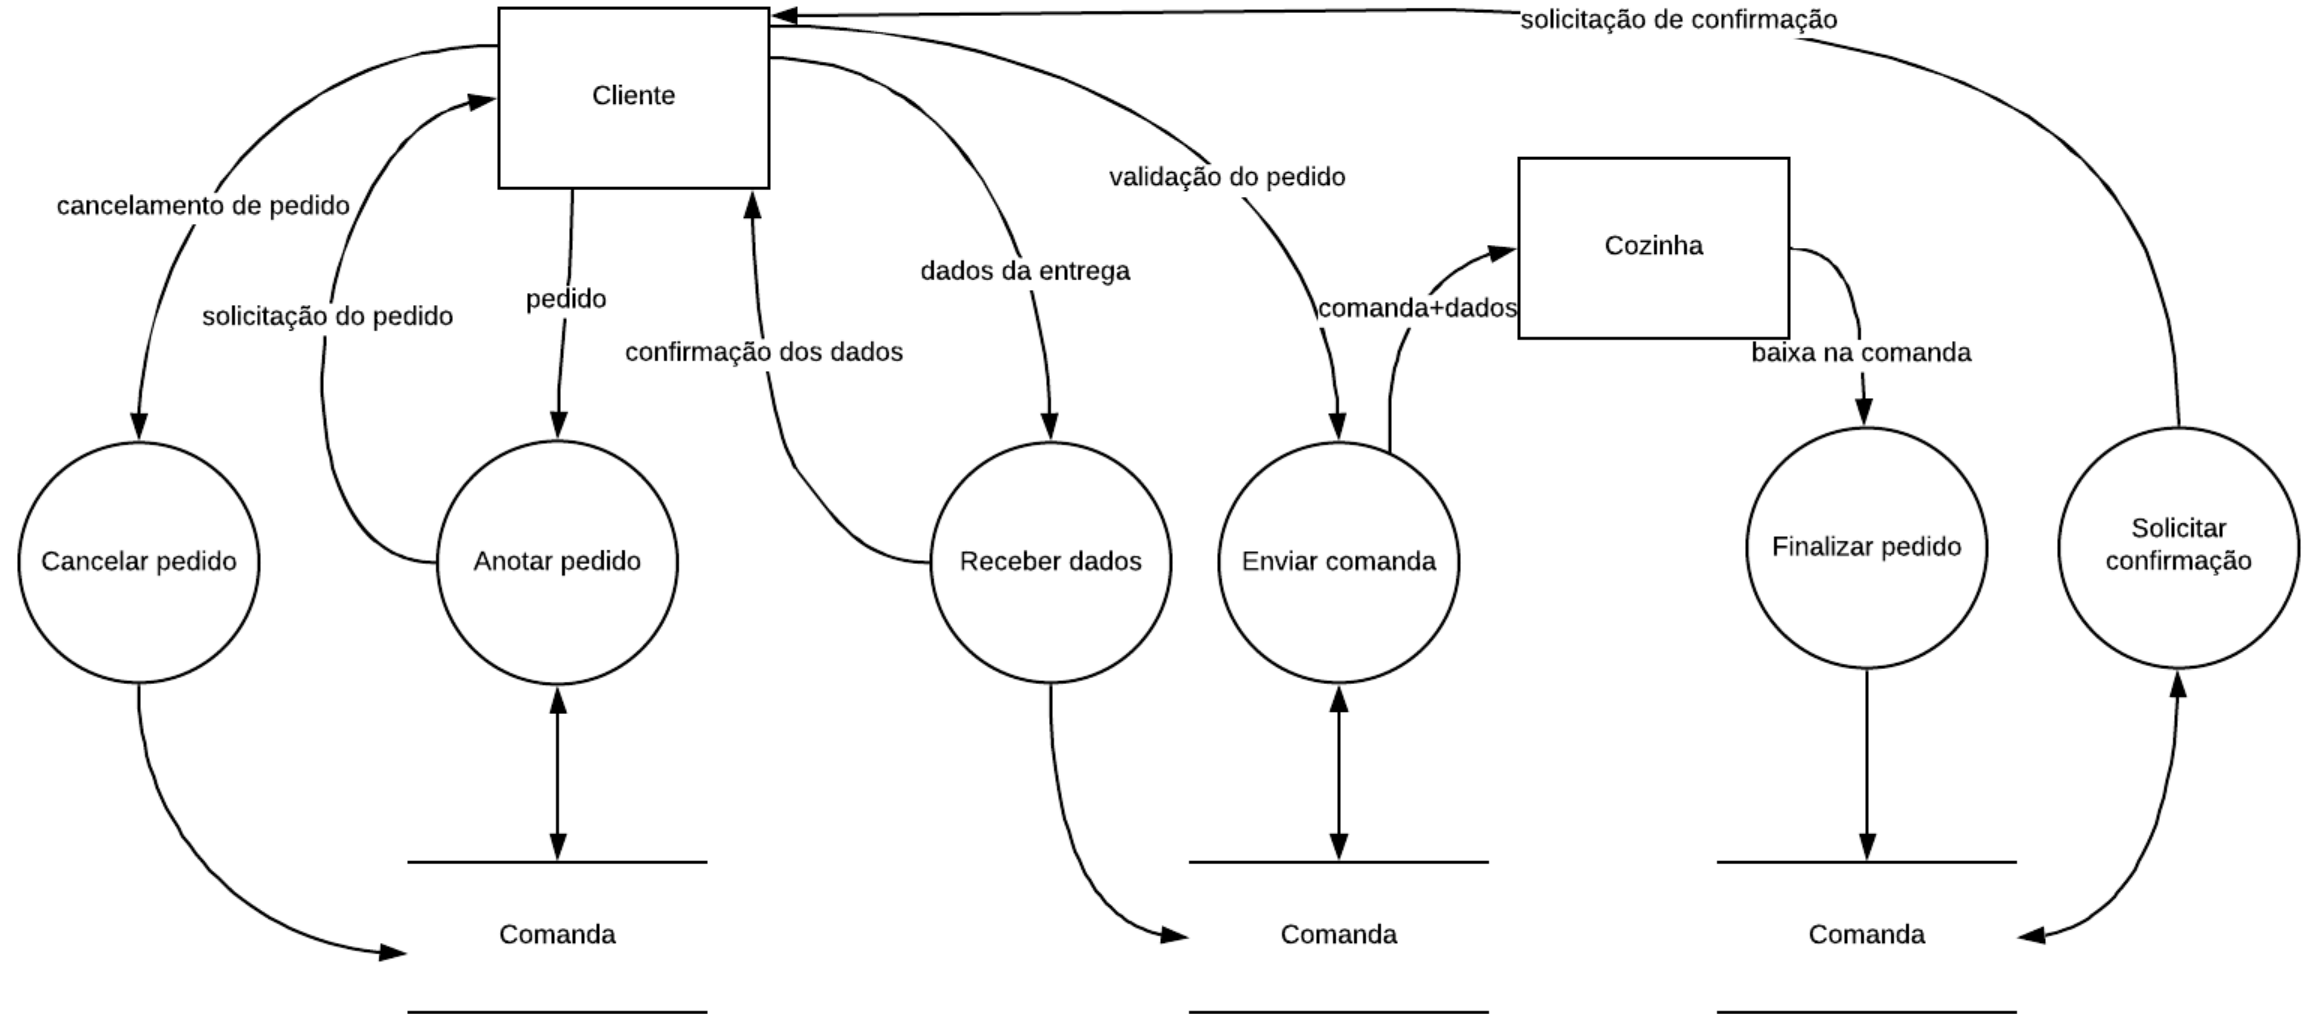 solicitação de confirmação
Cliente
validação do pedido
cancelamento de pedido
Cozinha
dados da entrega
pedido
comanda+dados
solicitação do pedido
confirmação dos dados
baixa na comanda
Cancelar pedido
Anotar pedido
Receber dados
Enviar comanda
Finalizar pedido
Solicitar
confirmação
Comanda
Comanda
Comanda